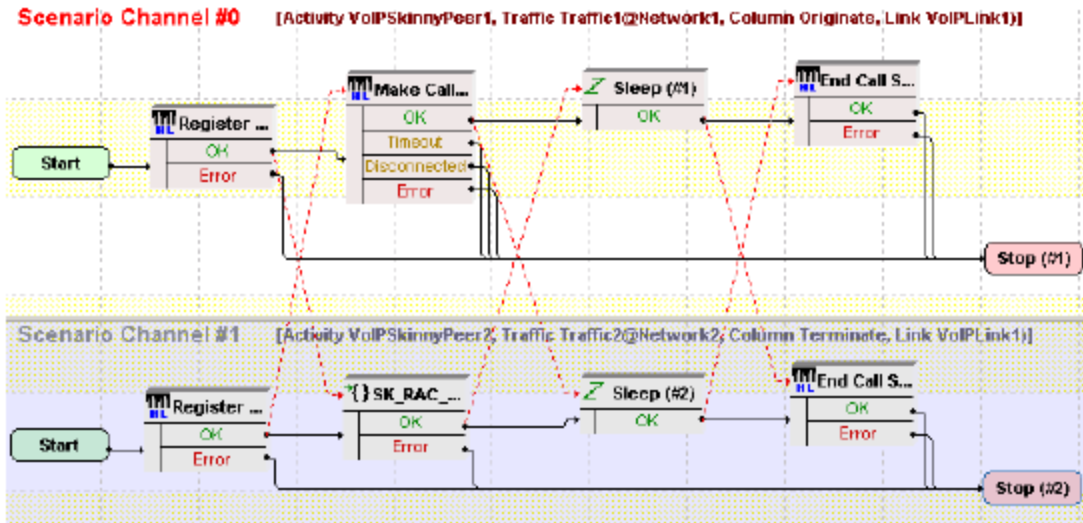 Scenario Channel #0 [Activity VoIPSkinnyPeer1, Traffic Traffic1@Network1, Column Originate, Link VoIPLink1)]
Make Call...
OK
Timeout
Disconnected
Error
Sleep (#1)
OK
End Call S...
OK
Error
Register ...
OK
Error
Start
Stop (#1)
Scenario Channel #1 [Activity VoIPSkinnyPeer2, Traffic Traffic2@Network2, Column Terminate, Link VoIPLink1)]
Register ...
OK
Error
{}SK_RAC_...
OK
Error
Sleep (#2)
OK
End Call S...
OK
Error
Start
Stop (#2)